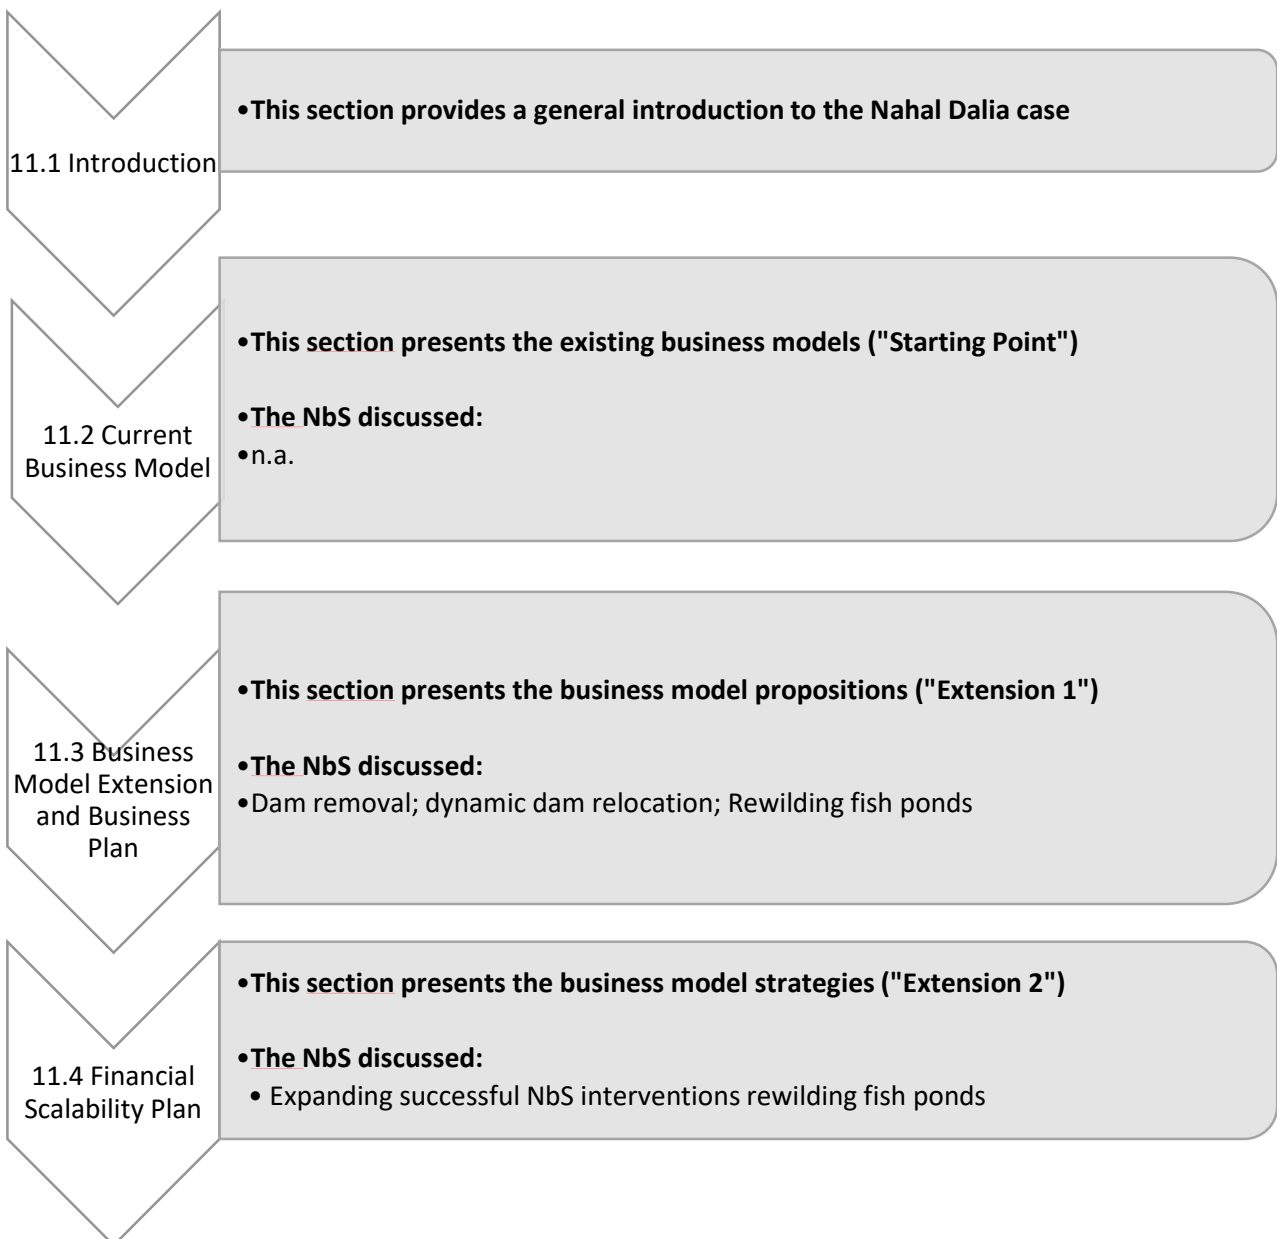 11.1 Introduction
•This section provides a general introduction to the Nahal Dalia case
11.2 Current
Business Model
•This section presents the existing business models ("Starting Point")
•The NbS discussed:
•n.a.
11.3 Business
Model Extension
and Business
Plan
•This section presents the business model propositions ("Extension 1")
•The NbS discussed:
•Dam removal; dynamic dam relocation; Rewilding fish ponds
11.4 Financial
Scalability Plan
•This section presents the business model strategies ("Extension 2")
•The NbS discussed:
• Expanding successful NbS interventions rewilding fish ponds